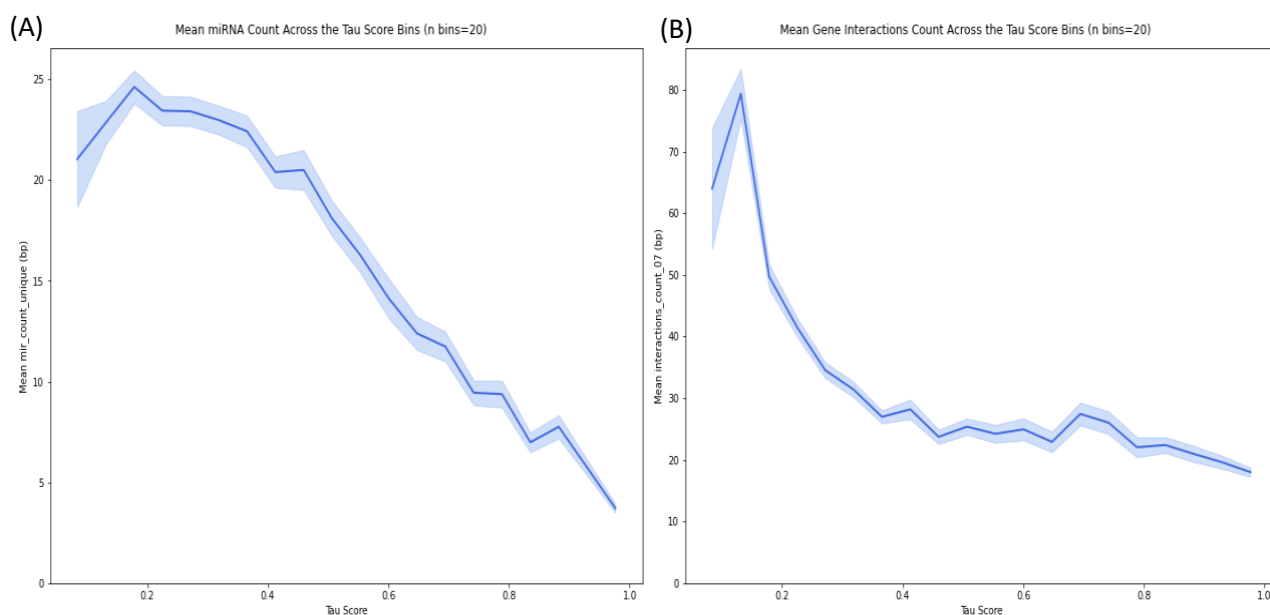 (A)
Mean miRNA Count Across the Tau Score Bins (n bins=20)
Mean mir_count_unique (bp)
25
20
15
10
5
0
0.2 0.4 0.6 0.8 1.0
Tau Score
(B)
Mean Gene Interactions Count Across the Tau Score Bins (n bins=20)
Mean interactions_count_07 (bp)
80
70
60
50
40
30
20
10
0
0.2 0.4 0.6 0.8 1.0
Tau Score